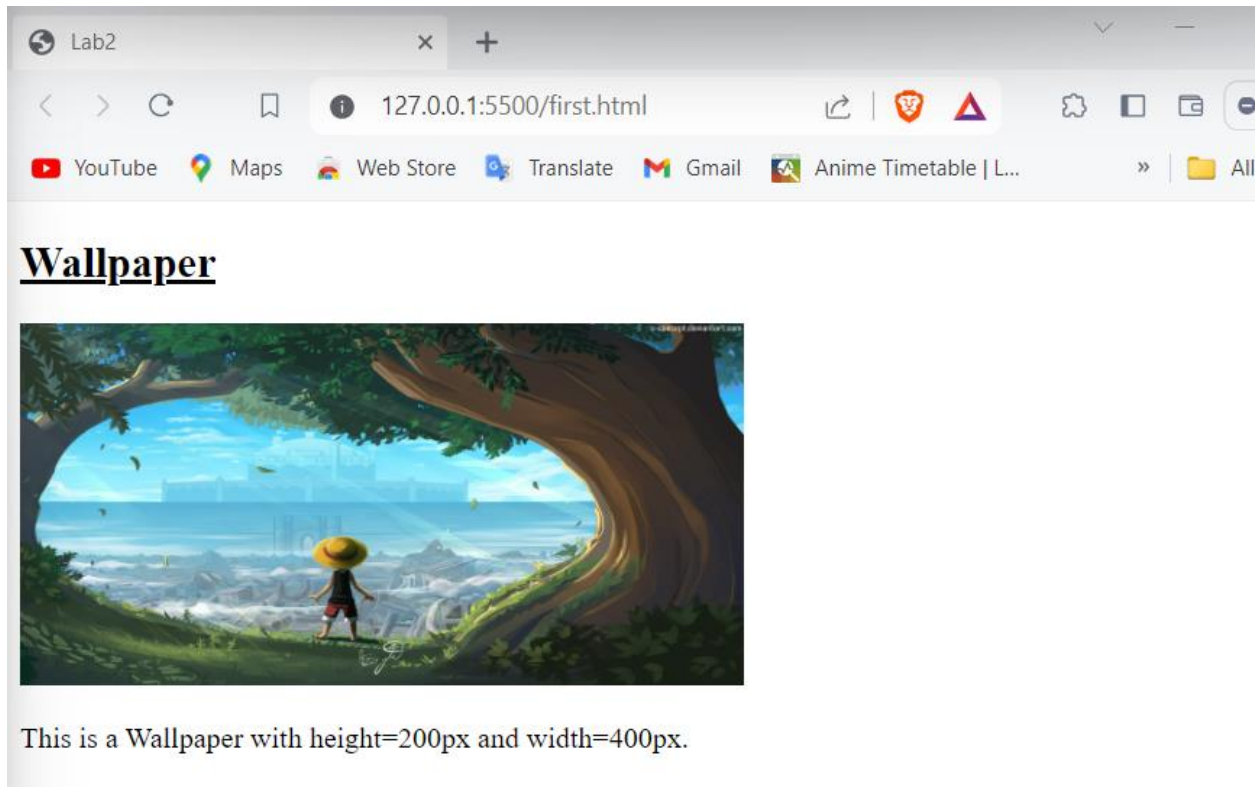 Lab2
127.0.0.1:5500/first.html
YouTube Maps Web Store Translate Gmail Anime Timetable | L... » All
Wallpaper
This is a Wallpaper with height=200px and width=400px.